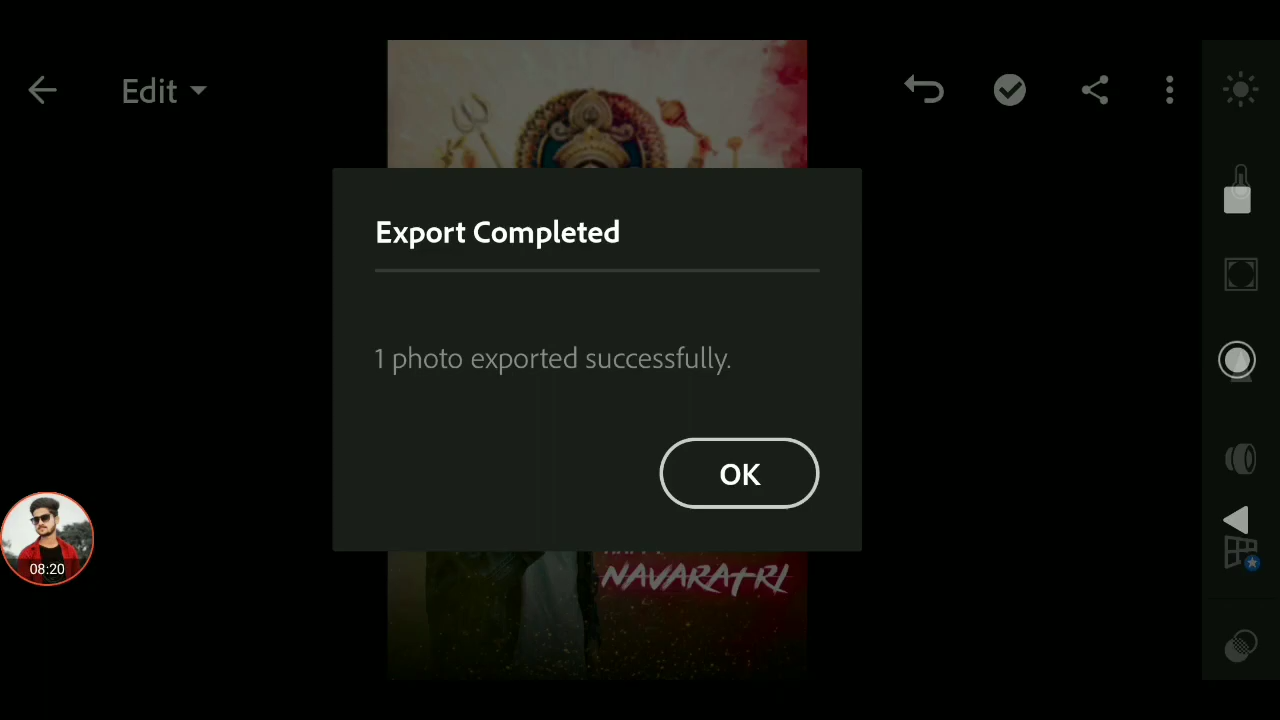 Edit
Export Completed
1 photo exported successfully.
OK
08:20
NAVARATRI